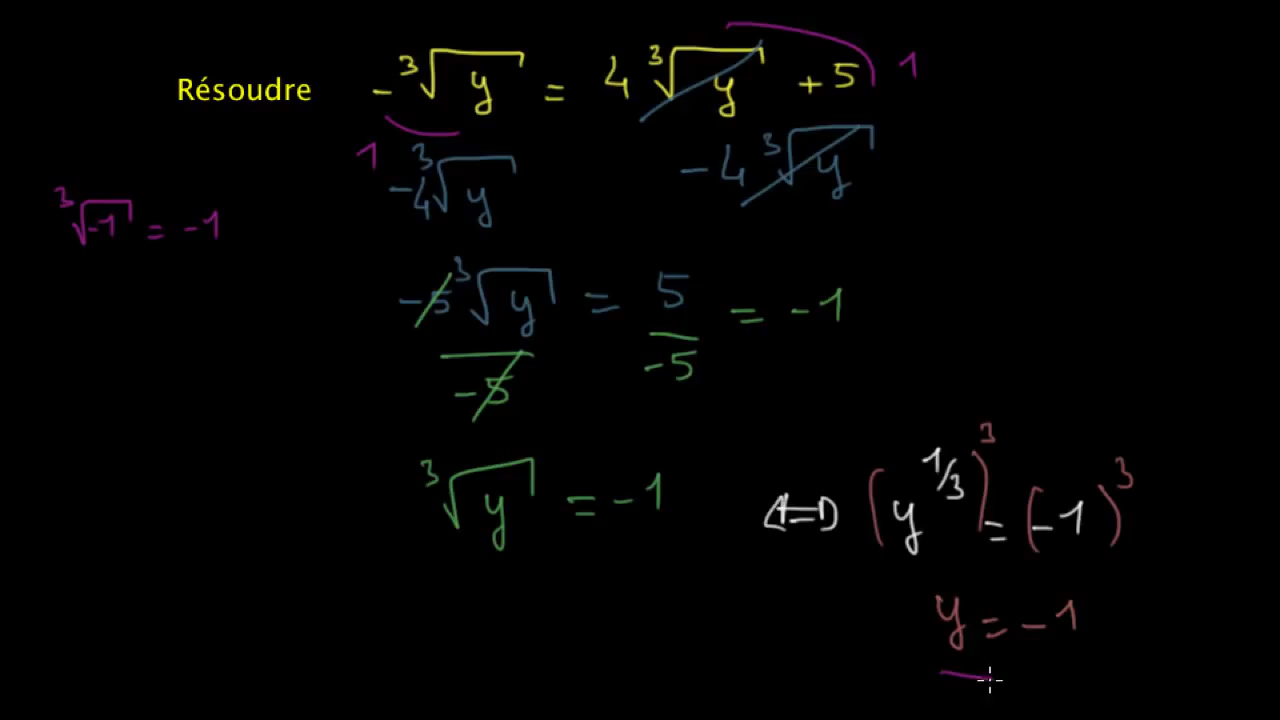 Résoudre -∛y = 4∛y + 5 1
1 -4∛y -4∛y
∛-1 = -1
-5∛y / -5 = 5 / -5 = -1
∛y = -1 ⇔ (y^1/3)^3 = (-1)^3
y = -1